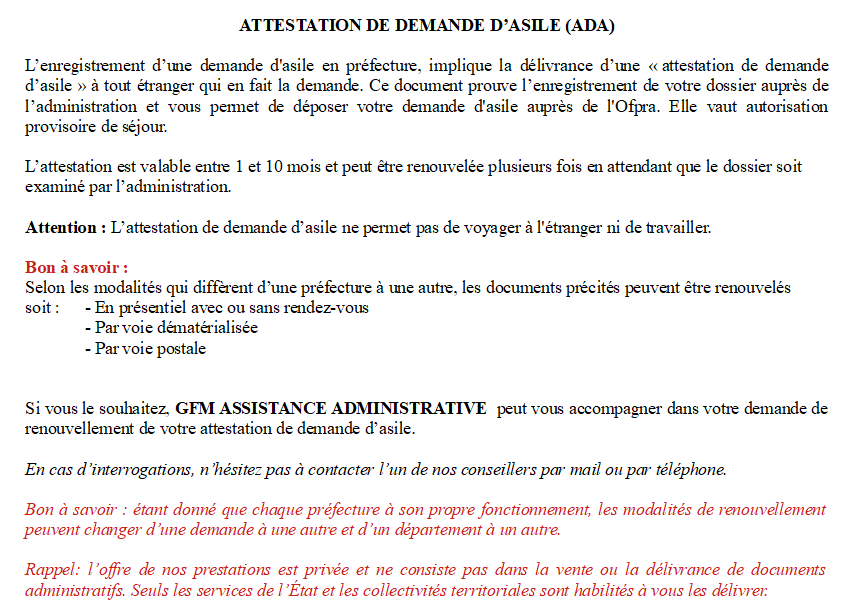 ATTESTATION DE DEMANDE D’ASILE (ADA)
L’enregistrement d’une demande d'asile en préfecture, implique la délivrance d’une « attestation de demande
d’asile » à tout étranger qui en fait la demande. Ce document prouve l’enregistrement de votre dossier auprès de
l’administration et vous permet de déposer votre demande d'asile auprès de l'Ofpra. Elle vaut autorisation
provisoire de séjour.
L’attestation est valable entre 1 et 10 mois et peut être renouvelée plusieurs fois en attendant que le dossier soit
examiné par l’administration.
Attention : L’attestation de demande d’asile ne permet pas de voyager à l'étranger ni de travailler.
Bon à savoir :
Selon les modalités qui diffèrent d’une préfecture à une autre, les documents précités peuvent être renouvelés
soit : - En présentiel avec ou sans rendez-vous
- Par voie dématérialisée
- Par voie postale
Si vous le souhaitez, GFM ASSISTANCE ADMINISTRATIVE peut vous accompagner dans votre demande de
renouvellement de votre attestation de demande d’asile.
En cas d’interrogations, n’hésitez pas à contacter l’un de nos conseillers par mail ou par téléphone.
Bon à savoir : étant donné que chaque préfecture à son propre fonctionnement, les modalités de renouvellement
peuvent changer d’une demande à une autre et d’un département à un autre.
Rappel: l’offre de nos prestations est privée et ne consiste pas dans la vente ou la délivrance de documents
administratifs. Seuls les services de l’État et les collectivités territoriales sont habilités à vous les délivrer.